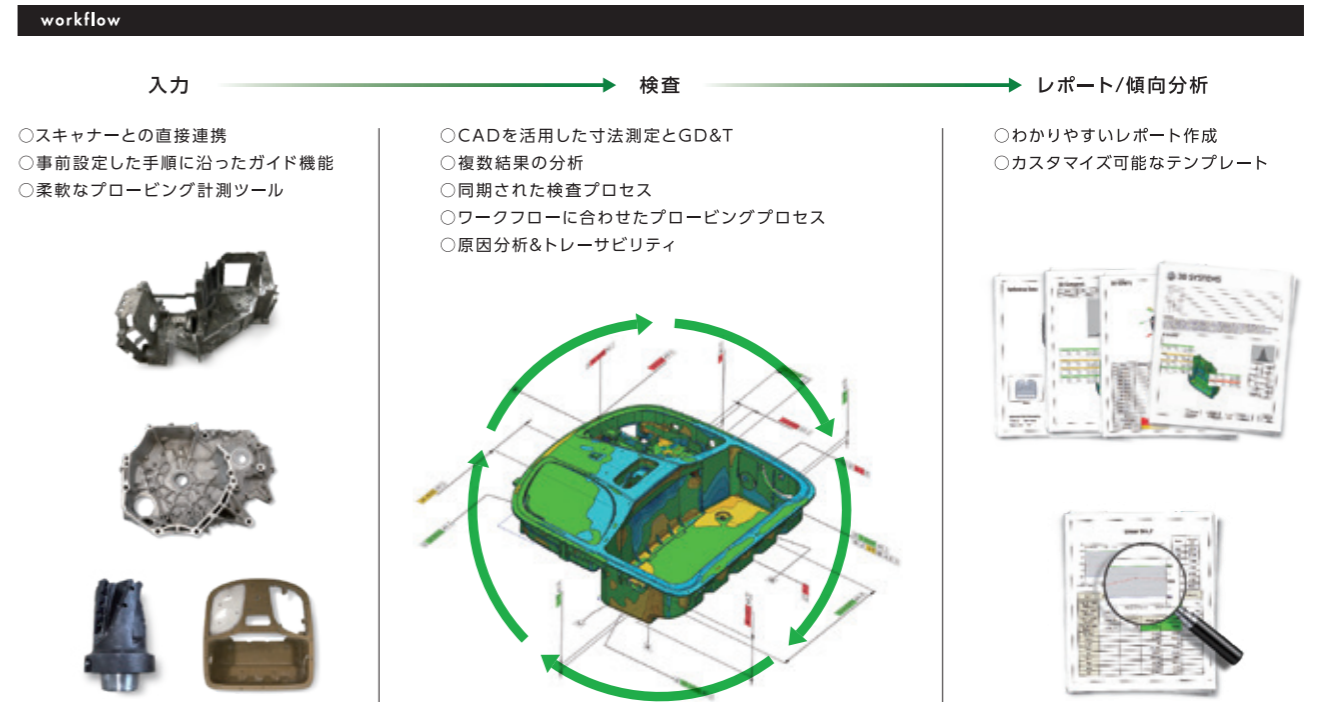 workflow
入力
検査
レポート/傾向分析
○スキャナーとの直接連携
○事前設定した手順に沿ったガイド機能
○柔軟なプロービング計測ツール
○CADを活用した寸法測定とGD&T
○複数結果の分析
○同期された検査プロセス
○ワークフローに合わせたプロービングプロセス
○原因分析&トレーサビリティ
○わかりやすいレポート作成
○カスタマイズ可能なテンプレート
3D SYSTEMS